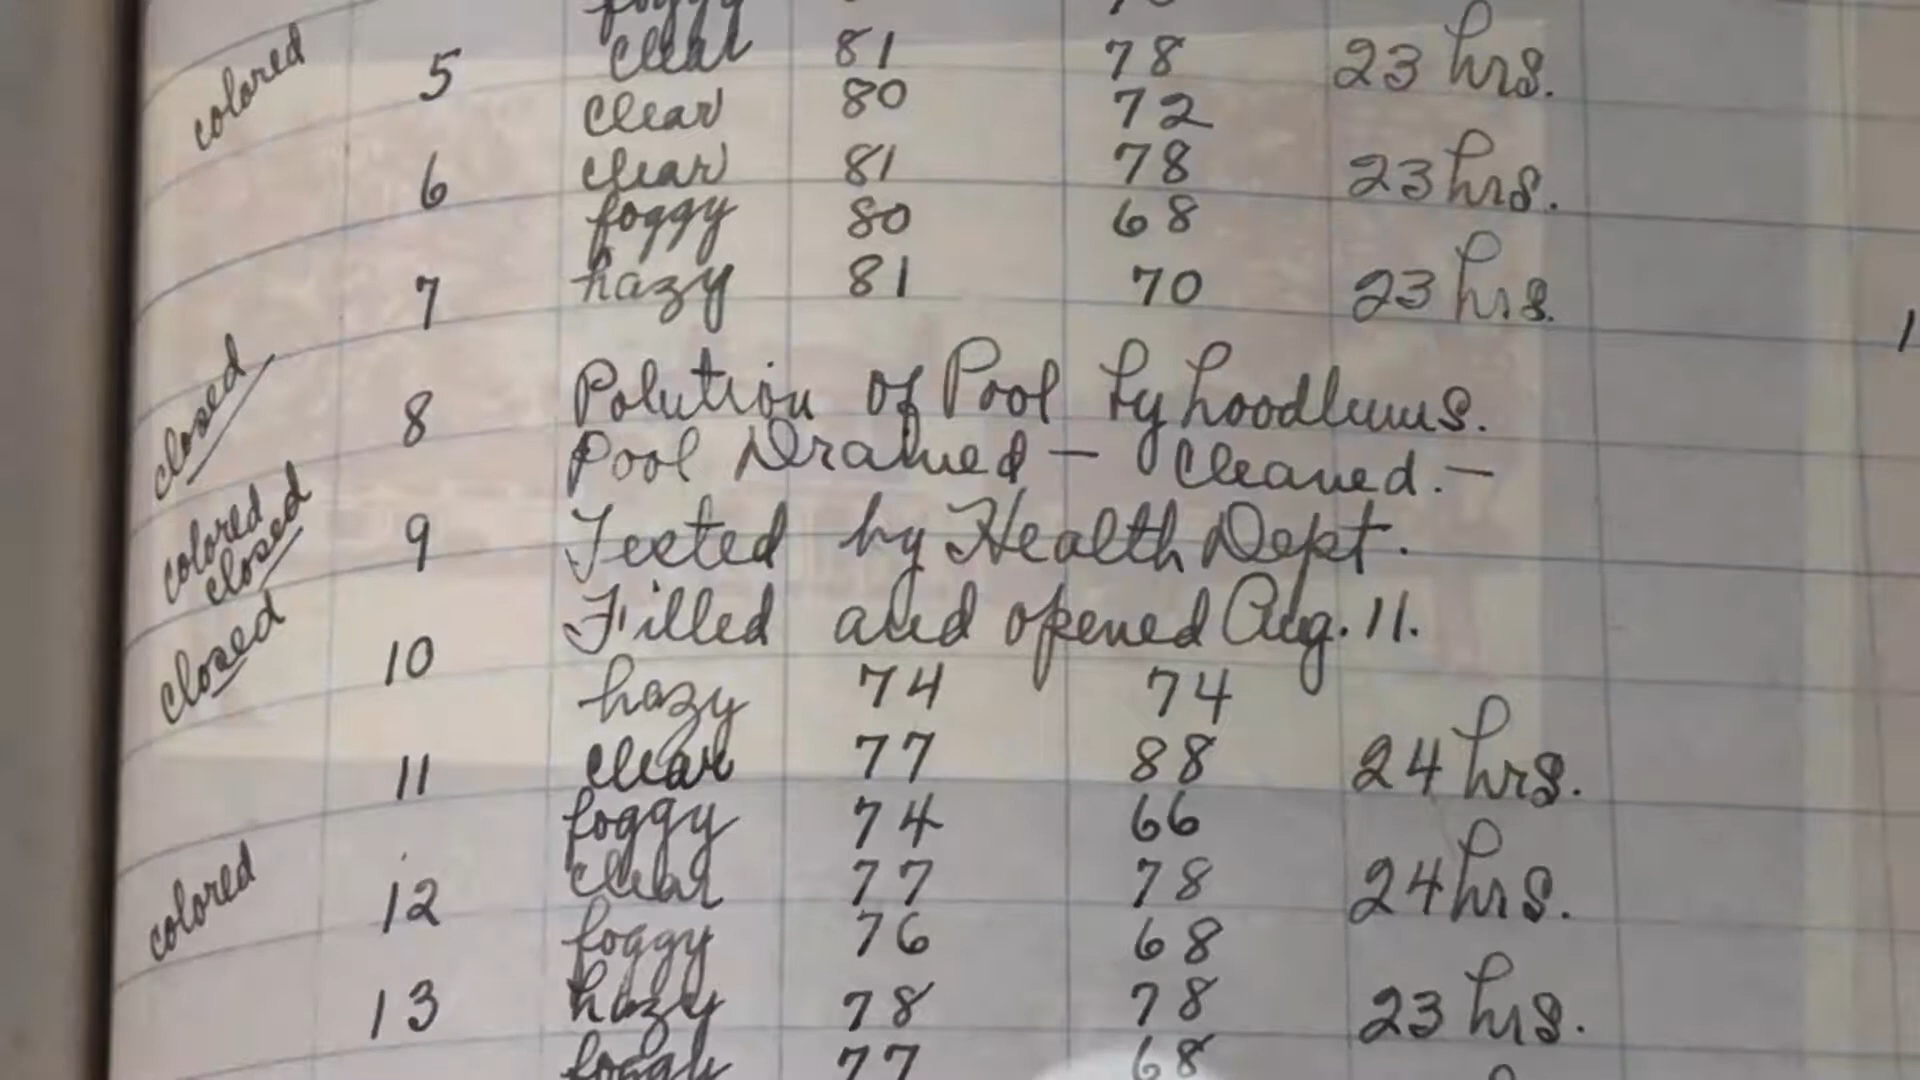 foggy
colored 5 clear 81 78 23 hrs.
clear 80 72
6 clear 81 78 23 hrs.
foggy 80 68
7 hazy 81 70 23 hrs.
closed 8 Polution of Pool by hoodlums.
Pool Drained - Cleaned. -
colored closed 9 Tested by Health Dept.
closed 10 Filled and opened Aug. 11.
hazy 74 74
11 clear 77 88 24 hrs.
foggy 74 66
colored 12 clear 77 78 24 hrs.
foggy 76 68
13 hazy 78 78 23 hrs.
foggy 77 68